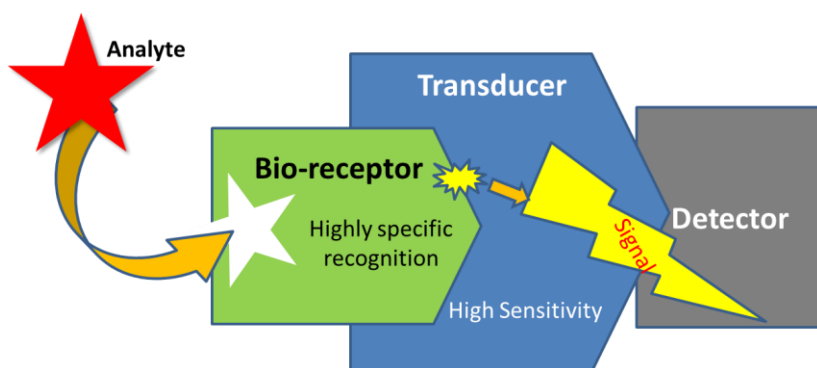 Analyte
Transducer
Bio-receptor
Highly specific
recognition
Signal
Detector
High Sensitivity